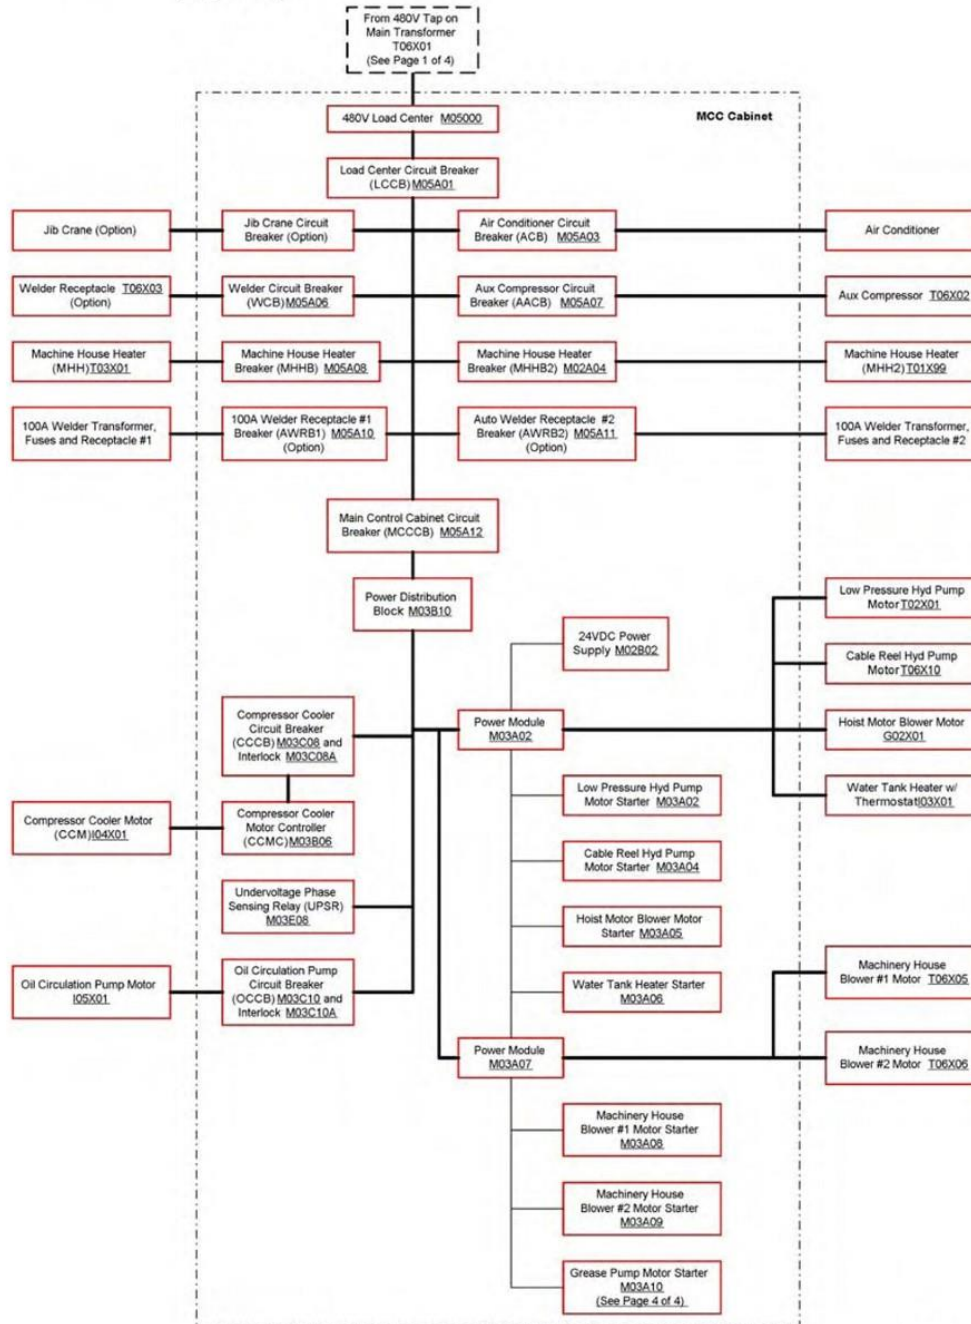 From 480V Tap on
Main Transformer
T06X01
(See Page 1 of 4)
MCC Cabinet
480V Load Center M05000
Load Center Circuit Breaker
(LCCB) M05A01
Jib Crane (Option)
Jib Crane Circuit
Breaker (Option)
Air Conditioner Circuit
Breaker (ACB) M05A03
Air Conditioner
Welder Receptacle T06X03
(Option)
Welder Circuit Breaker
(WCB) M05A06
Aux Compressor Circuit
Breaker (AACB) M05A07
Aux Compressor T06X02
Machine House Heater
(MHH)T03X01
Machine House Heater
Breaker (MHHB) M05A08
Machine House Heater
Breaker (MHHB2) M02A04
Machine House Heater
(MHH2)T01X99
100A Welder Transformer,
Fuses and Receptacle #1
100A Welder Receptacle #1
Breaker (AWRB1) M05A10
(Option)
Auto Welder Receptacle #2
Breaker (AWRB2) M05A11
(Option)
100A Welder Transformer,
Fuses and Receptacle #2
Main Control Cabinet Circuit
Breaker (MCCCB) M05A12
Power Distribution
Block M03B10
24VDC Power
Supply M02B02
Low Pressure Hyd Pump
Motor T02X01
Cable Reel Hyd Pump
Motor T06X10
Compressor Cooler
Circuit Breaker
(CCCB) M03C08 and
Interlock M03C08A
Power Module
M03A02
Hoist Motor Blower Motor
G02X01
Low Pressure Hyd Pump
Motor Starter M03A02
Water Tank Heater w/
Thermostat I03X01
Compressor Cooler Motor
(CCM)I04X01
Compressor Cooler
Motor Controller
(CCMC) M03B06
Cable Reel Hyd Pump
Motor Starter M03A04
Undervoltage Phase
Sensing Relay (UPSR)
M03E08
Hoist Motor Blower Motor
Starter M03A05
Oil Circulation Pump Motor
I05X01
Oil Circulation Pump
Circuit Breaker
(OCCB) M03C10 and
Interlock M03C10A
Water Tank Heater Starter
M03A06
Machinery House
Blower #1 Motor T06X05
Power Module
M03A07
Machinery House
Blower #2 Motor T06X06
Machinery House
Blower #1 Motor Starter
M03A08
Machinery House
Blower #2 Motor Starter
M03A09
Grease Pump Motor Starter
M03A10
(See Page 4 of 4)